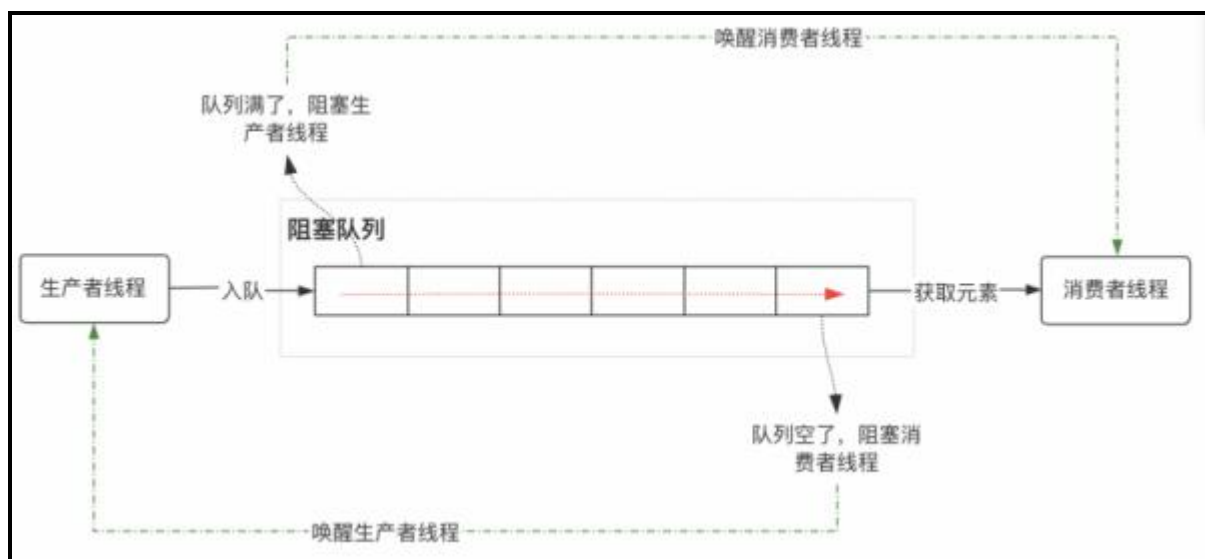 唤醒消费者线程
队列满了，阻塞生
产者线程
阻塞队列
生产者线程
入队
获取元素
消费者线程
队列空了，阻塞消
费者线程
唤醒生产者线程